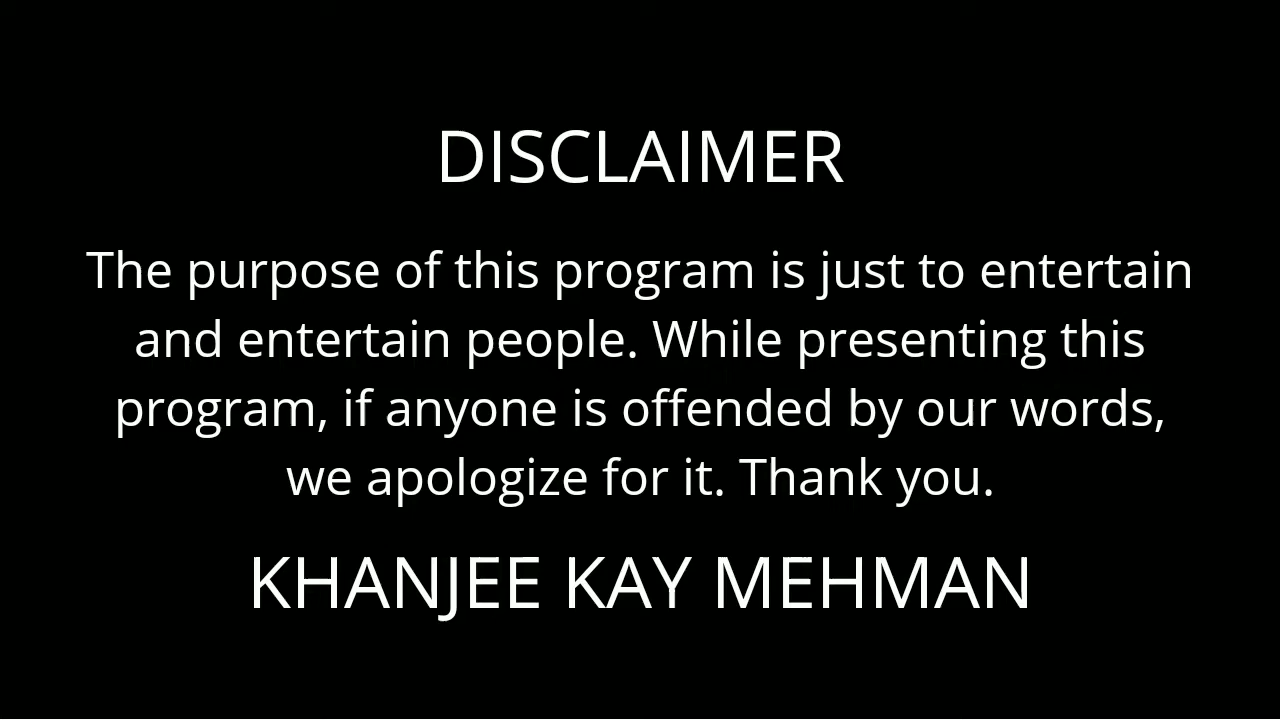 DISCLAIMER
The purpose of this program is just to entertain
and entertain people. While presenting this
program, if anyone is offended by our words,
we apologize for it. Thank you.
KHANJEE KAY MEHMAN